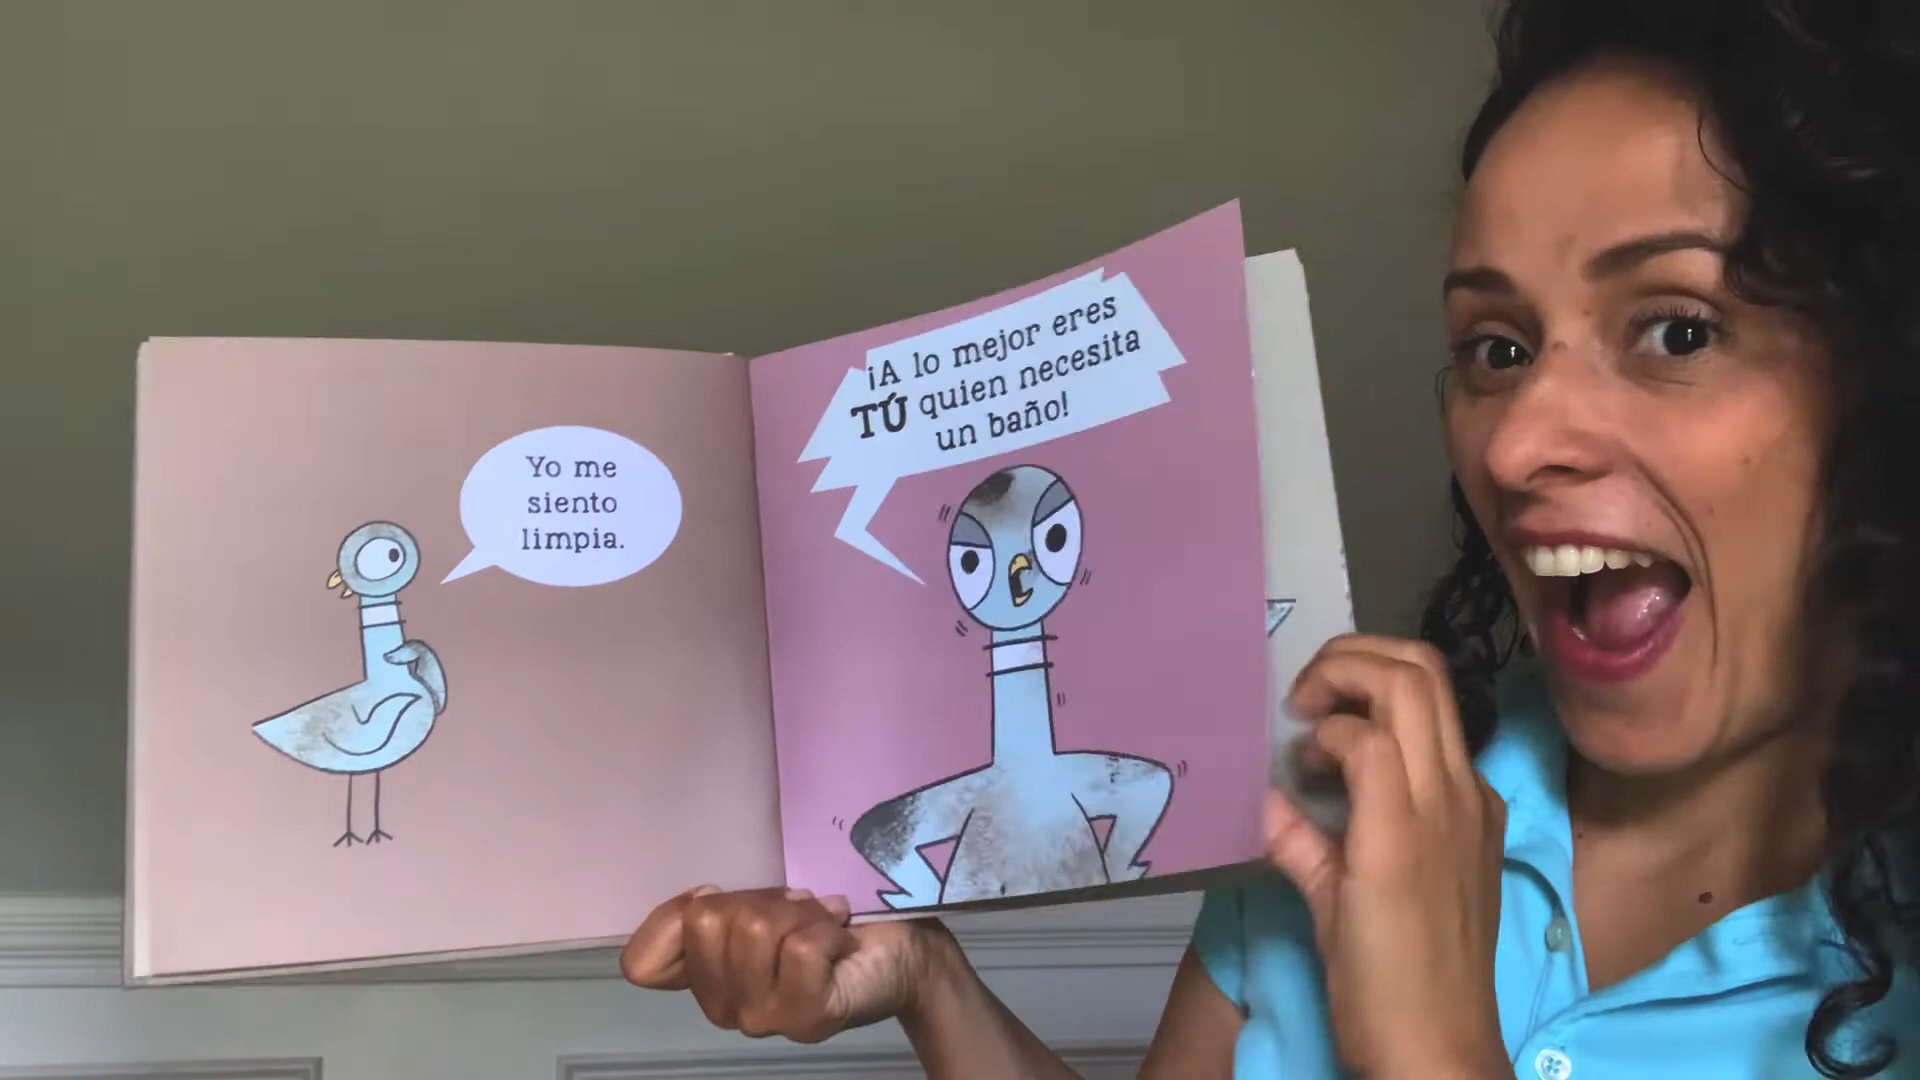 Yo me
siento
limpia.
¡A lo mejor eres
TÚ quien necesita
un baño!